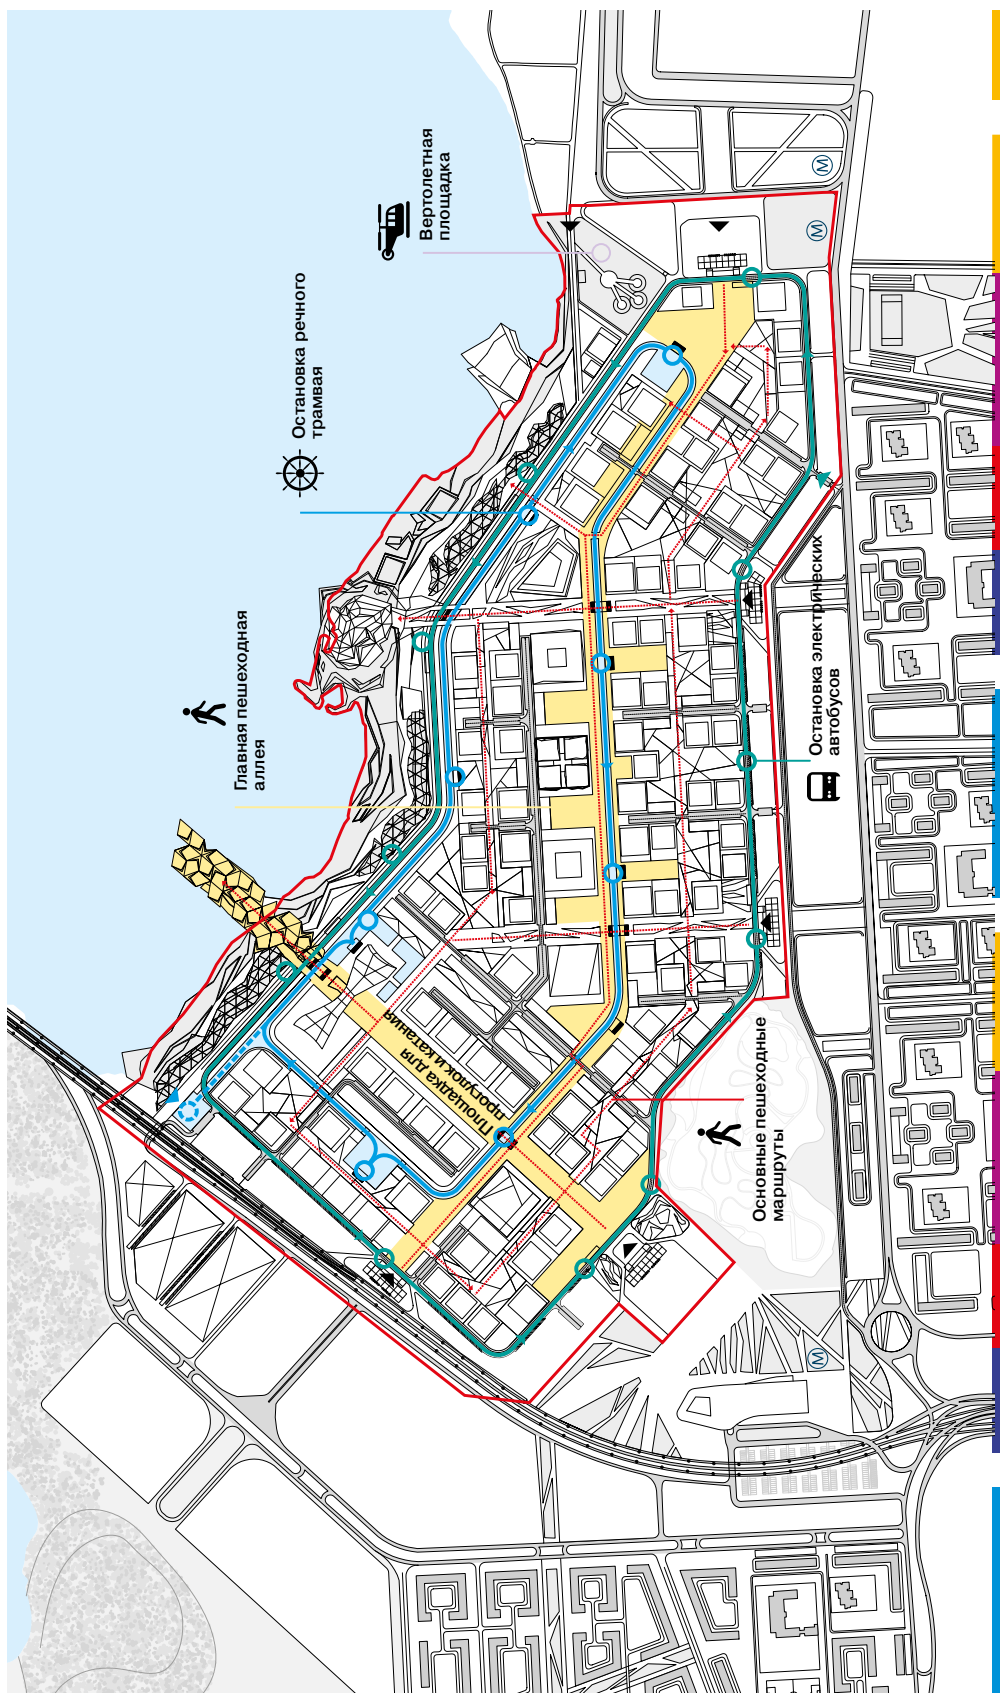 Вертолетная
площадка
Остановка речного
трамвая
Главная пешеходная
аллея
Остановка электрических
автобусов
Площадка для
прогулок и катания
Основные пешеходные
маршруты
M
M
M